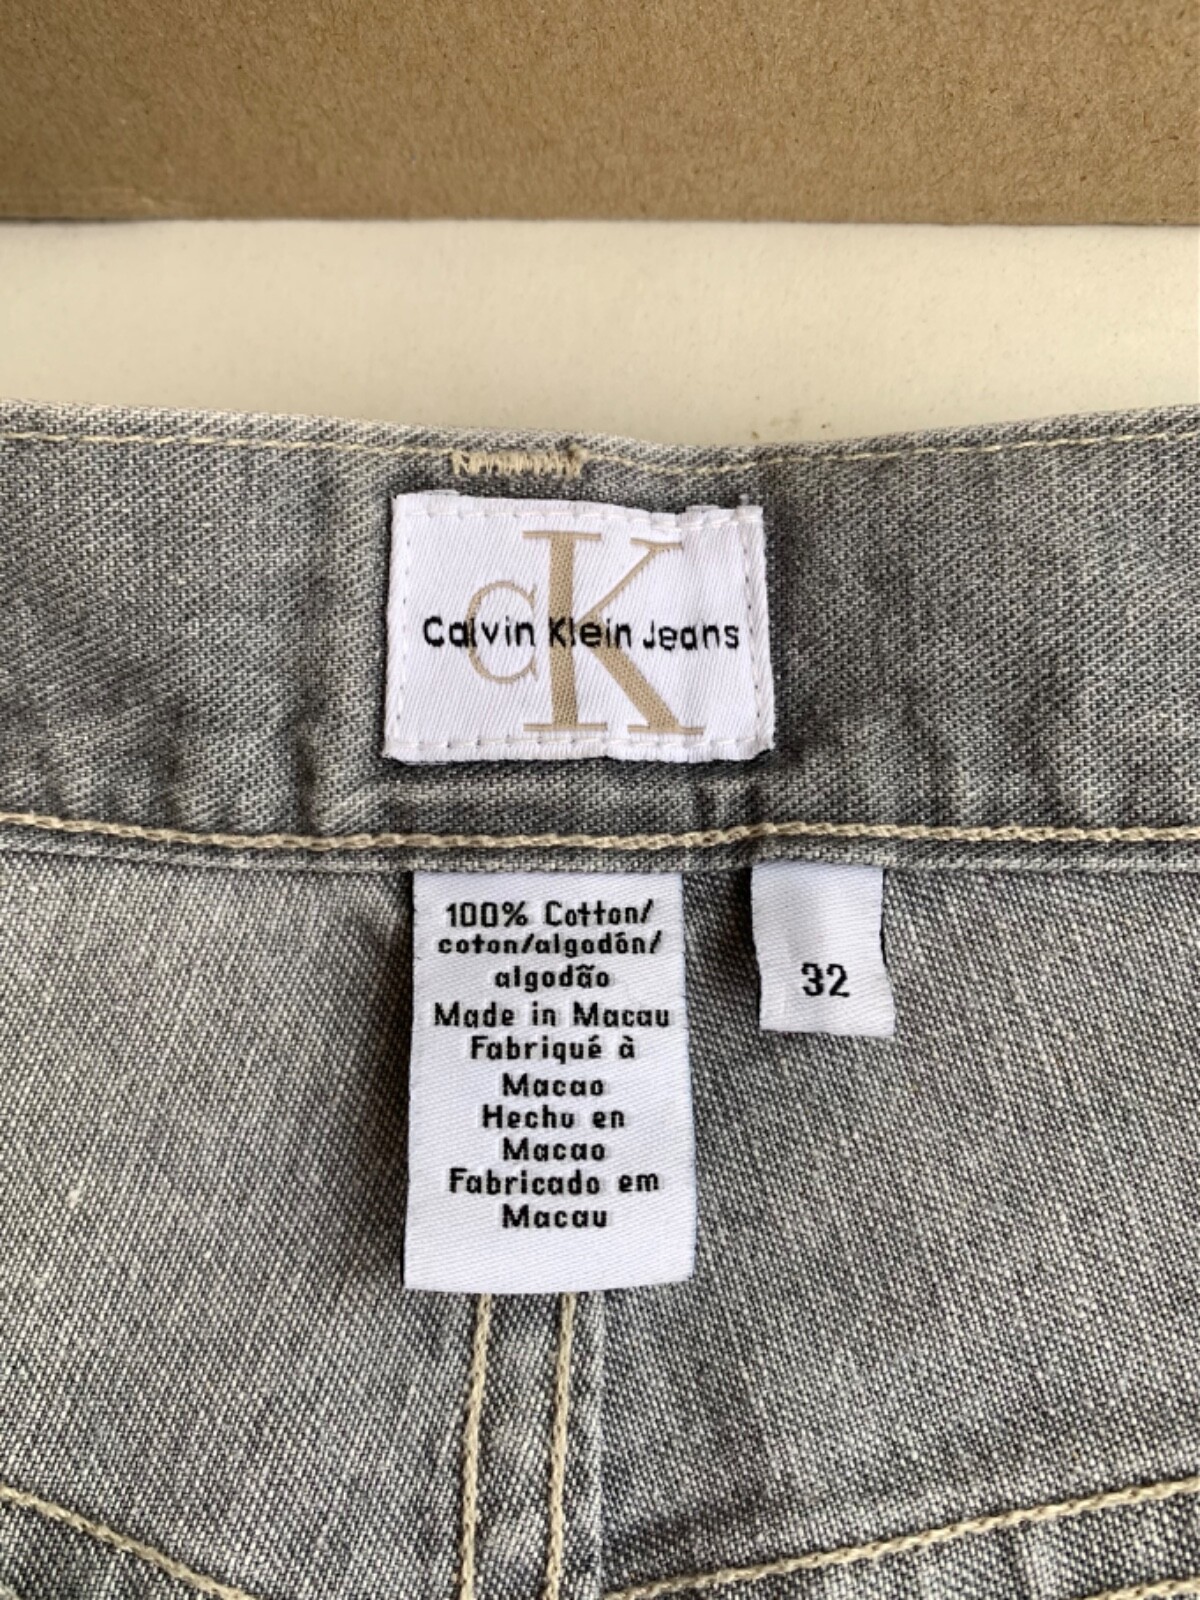 CK
Calvin Klein Jeans
100% Cotton/
coton/algodón/
algodão
Made in Macau
Fabriqué à
Macao
Hecho en
Macao
Fabricado em
Macau
32